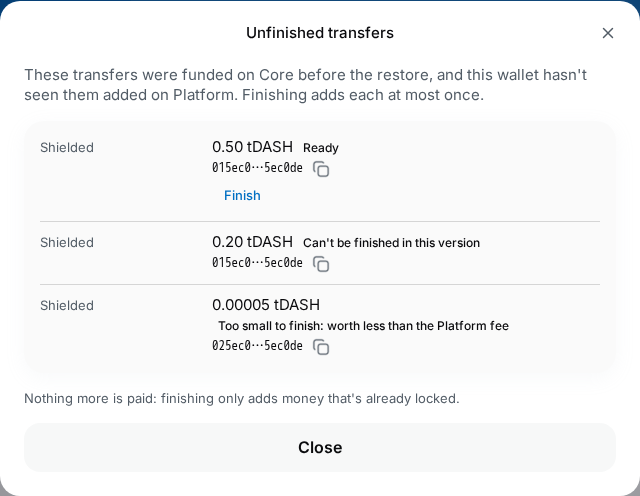 Unfinished transfers
These transfers were funded on Core before the restore, and this wallet hasn't
seen them added on Platform. Finishing adds each at most once.
Shielded
0.50 tDASH Ready
015ec0···5ec0de
Finish
Shielded
0.20 tDASH Can't be finished in this version
015ec0···5ec0de
Shielded
0.00005 tDASH
Too small to finish: worth less than the Platform fee
025ec0···5ec0de
Nothing more is paid: finishing only adds money that's already locked.
Close